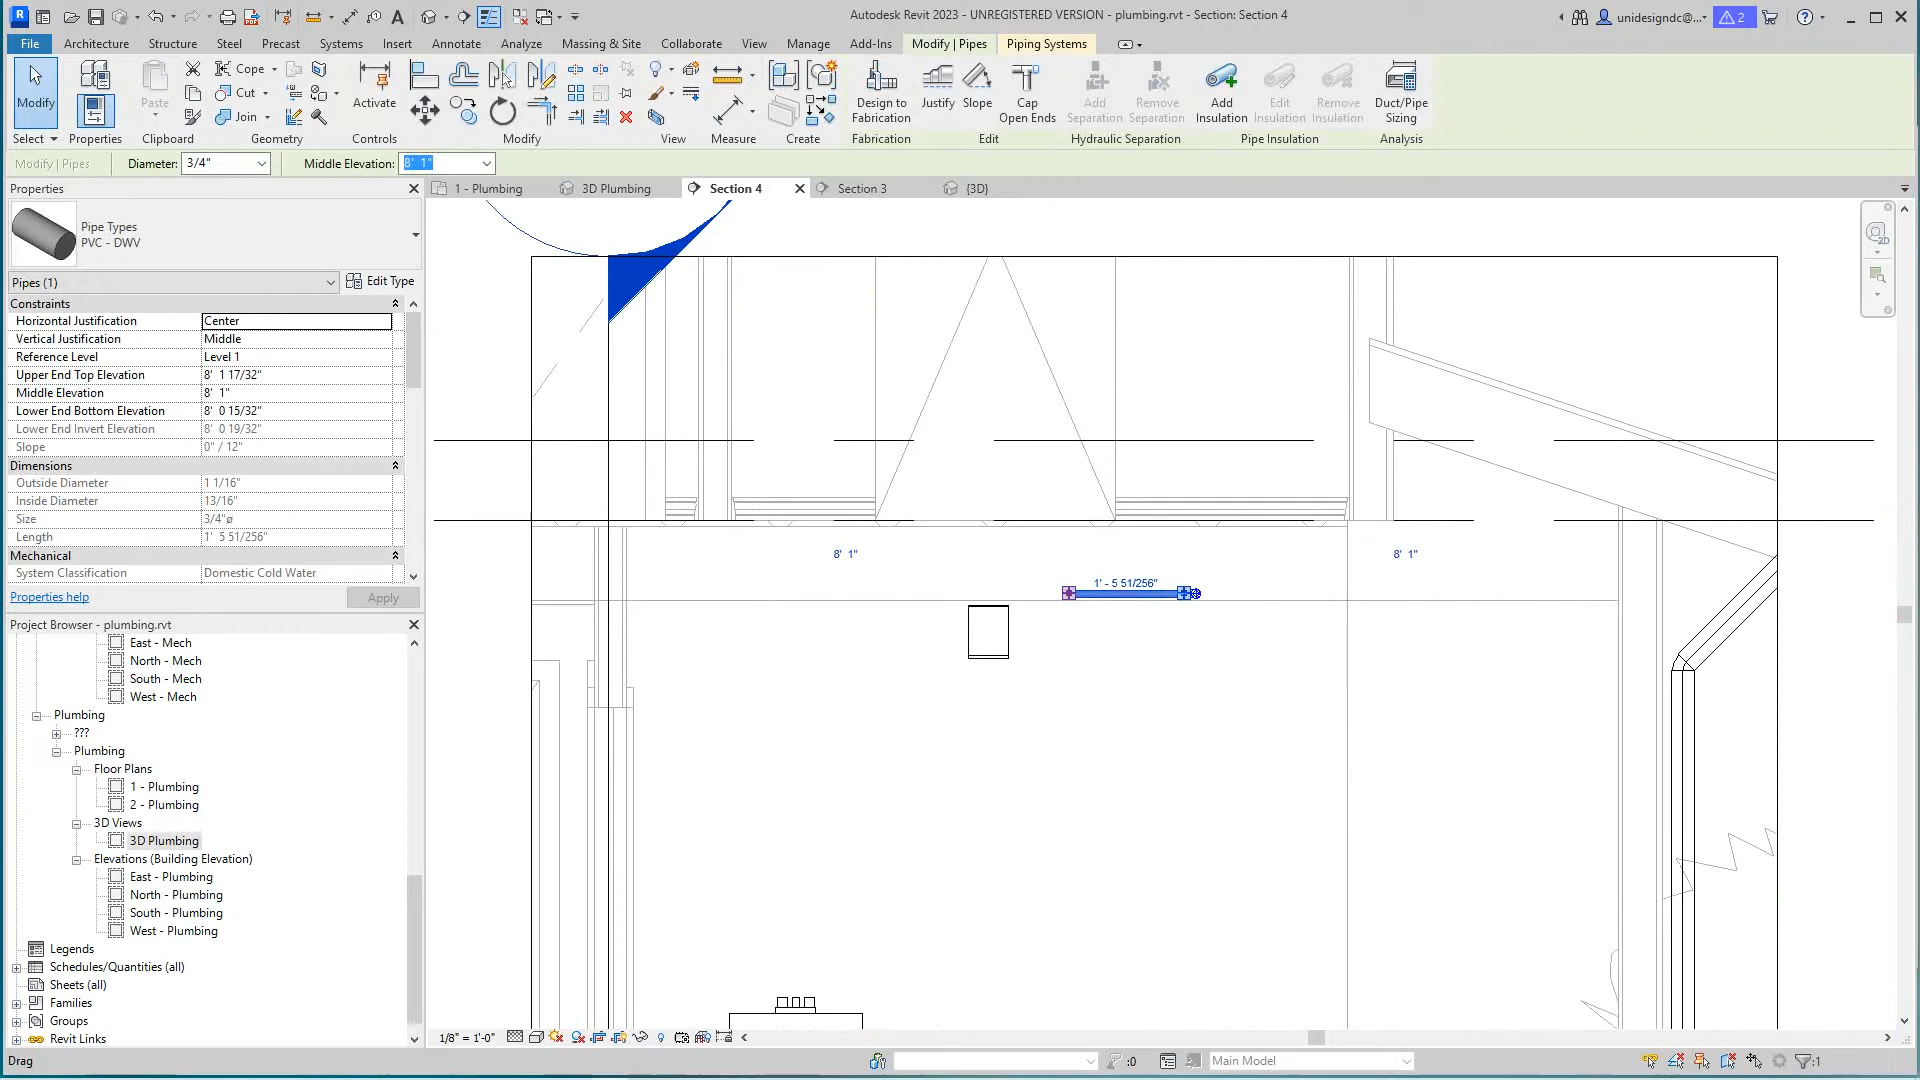 Autodesk Revit 2023 - UNREGISTERED VERSION - plumbing.rvt - Section: Section 4
unidesigndc@...
2
File Architecture Structure Steel Precast Systems Insert Annotate Analyze Massing & Site Collaborate View Manage Add-Ins Modify | Pipes Piping Systems
Modify
Paste
Cope
Cut
Join
Activate
Design to Fabrication
Justify
Slope
Cap Open Ends
Add Separation
Remove Separation
Add Insulation
Edit Insulation
Remove Insulation
Duct/Pipe Sizing
Select Properties Clipboard Geometry Controls Modify View Measure Create Fabrication Edit Hydraulic Separation Pipe Insulation Analysis
Modify | Pipes Diameter: 3/4" Middle Elevation: 8' 1"
Properties
1 - Plumbing 3D Plumbing Section 4 Section 3 {3D}
Pipe Types
PVC - DWV
Pipes (1) Edit Type
Constraints
Horizontal Justification Center
Vertical Justification Middle
Reference Level Level 1
Upper End Top Elevation 8' 1 17/32"
Middle Elevation 8' 1"
Lower End Bottom Elevation 8' 0 15/32"
Lower End Invert Elevation 8' 0 19/32"
Slope 0" / 12"
Dimensions
Outside Diameter 1 1/16"
Inside Diameter 13/16"
Size 3/4"ø
Length 1' 5 51/256"
Mechanical
System Classification Domestic Cold Water
Properties help Apply
Project Browser - plumbing.rvt
East - Mech
North - Mech
South - Mech
West - Mech
Plumbing
???
Plumbing
Floor Plans
1 - Plumbing
2 - Plumbing
3D Views
3D Plumbing
Elevations (Building Elevation)
East - Plumbing
North - Plumbing
South - Plumbing
West - Plumbing
Legends
Schedules/Quantities (all)
Sheets (all)
Families
Groups
Revit Links
8' 1" 8' 1"
1' - 5 51/256"
2D
1/8" = 1'-0"
Drag
:0
Main Model
:1